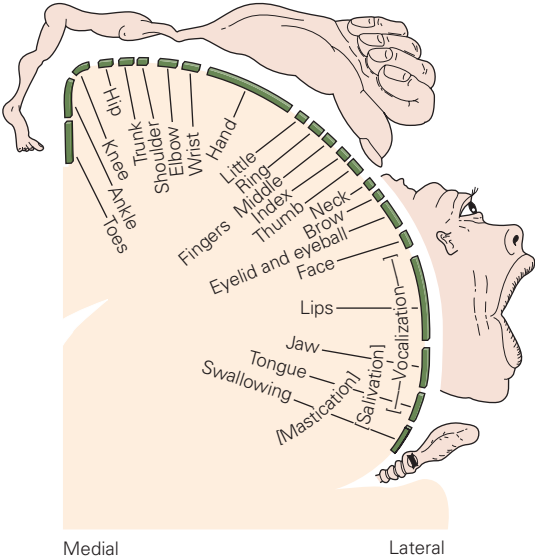 Toes
Ankle
Knee
Hip
Trunk
Shoulder
Elbow
Wrist
Hand
Little
Ring
Middle
Index
Thumb
Fingers
Neck
Brow
Eyelid and eyeball
Face
Lips
Vocalization
Jaw
Tongue
Swallowing
[Mastication]
Salivation]
Medial
Lateral